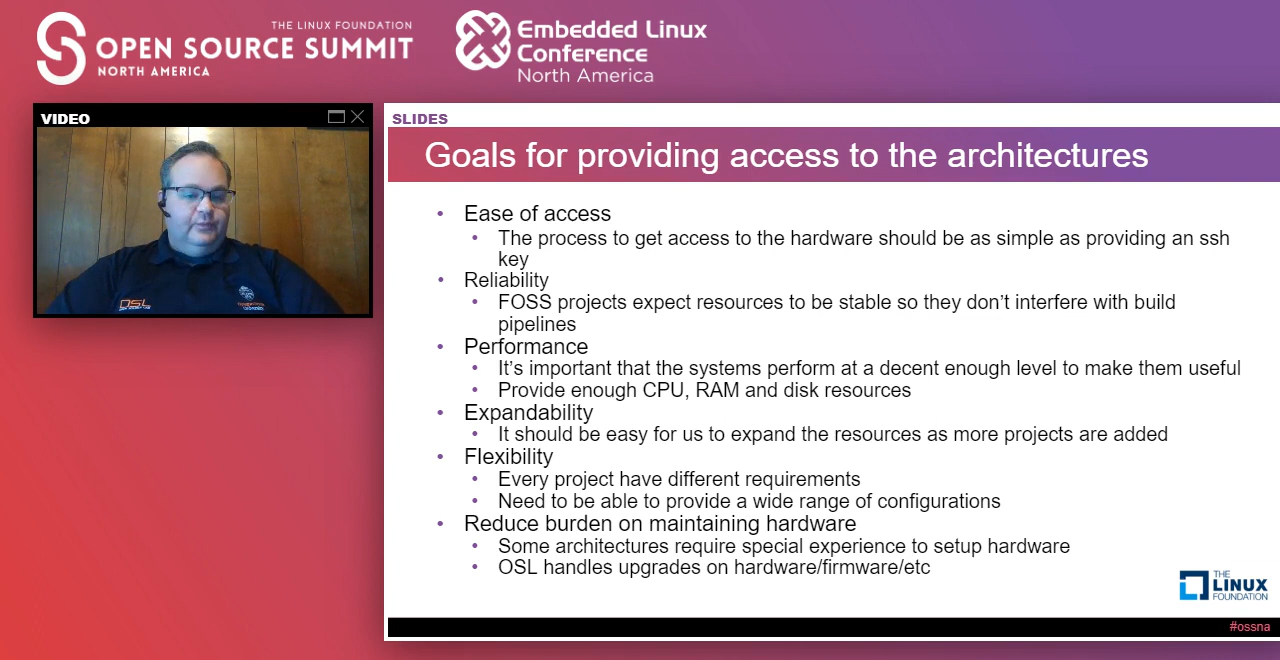 THE LINUX FOUNDATION
OPEN SOURCE SUMMIT
NORTH AMERICA
Embedded Linux
Conference
North America
VIDEO
SLIDES
Goals for providing access to the architectures
• Ease of access
• The process to get access to the hardware should be as simple as providing an ssh
key
• Reliability
• FOSS projects expect resources to be stable so they don’t interfere with build
pipelines
• Performance
• It’s important that the systems perform at a decent enough level to make them useful
• Provide enough CPU, RAM and disk resources
• Expandability
• It should be easy for us to expand the resources as more projects are added
• Flexibility
• Every project have different requirements
• Need to be able to provide a wide range of configurations
• Reduce burden on maintaining hardware
• Some architectures require special experience to setup hardware
• OSL handles upgrades on hardware/firmware/etc
OSL
THE
LINUX
FOUNDATION
#ossna